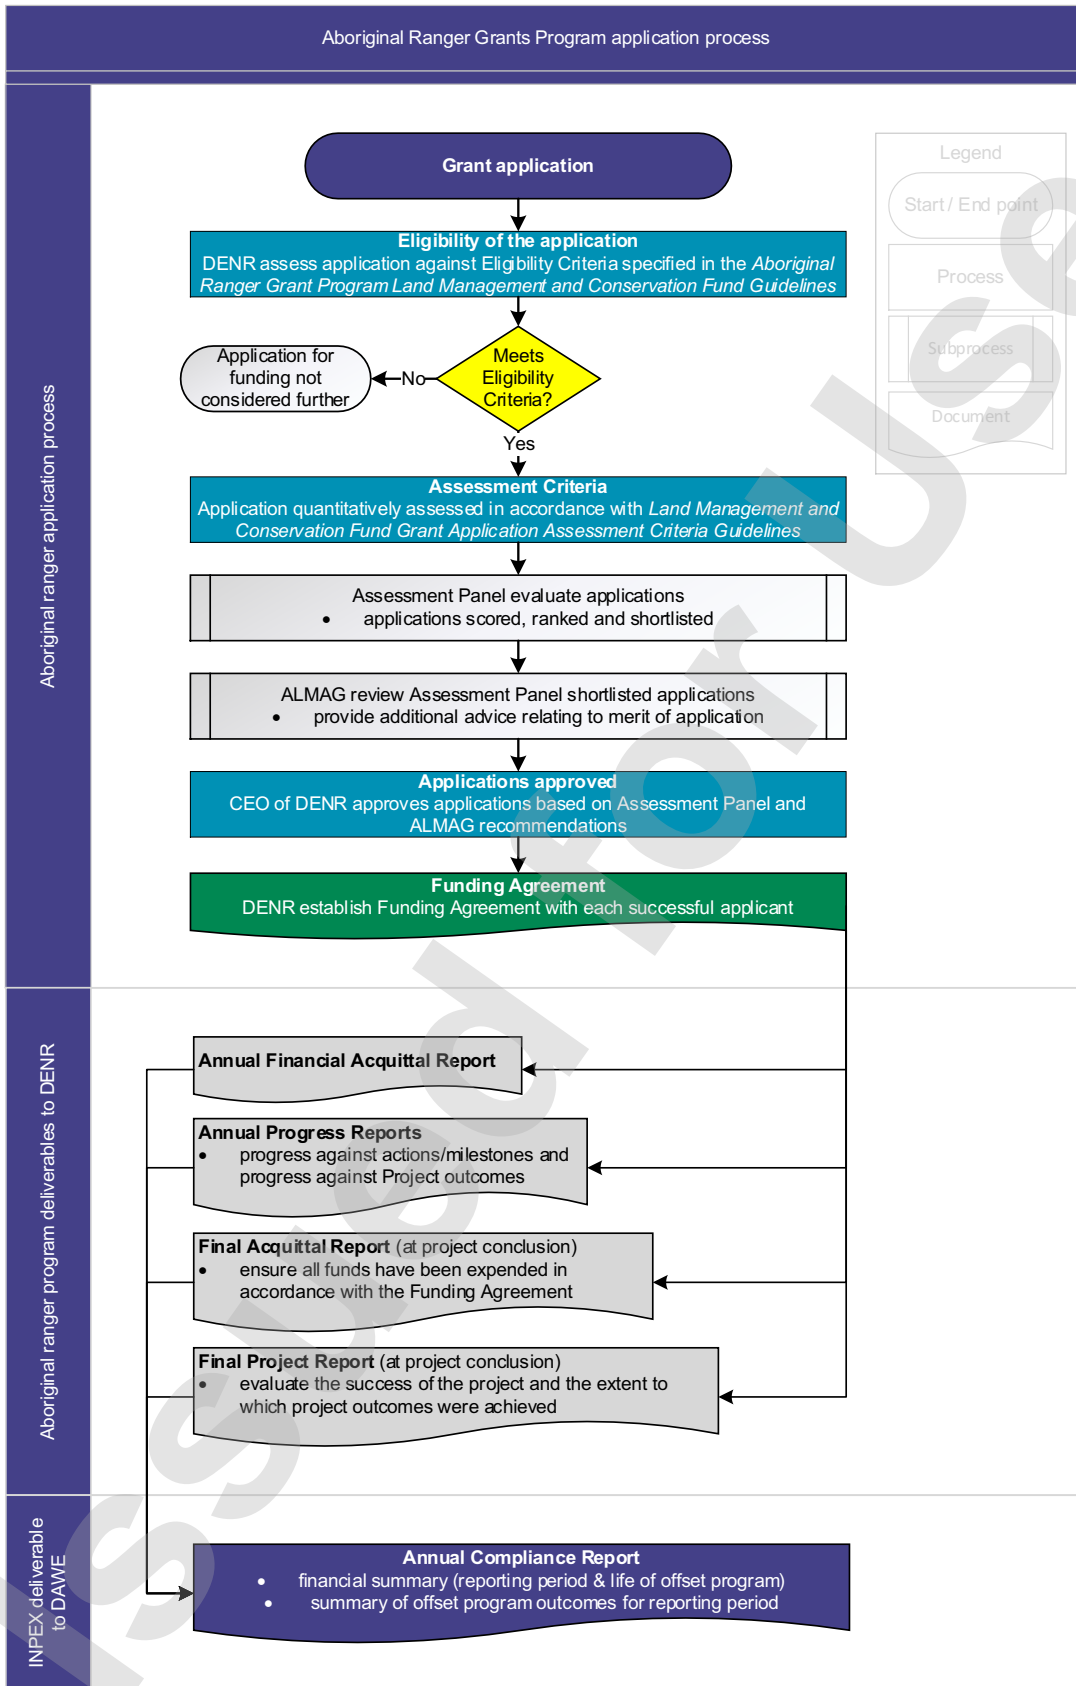 Aboriginal Ranger Grants Program application process
Aboriginal ranger application process
Grant application
Legend
Start / End point
Process
Subprocess
Document
Eligibility of the application
DENR assess application against Eligibility Criteria specified in the Aboriginal
Ranger Grant Program Land Management and Conservation Fund Guidelines
Meets
Eligibility
Criteria?
No
Application for
funding not
considered further
Yes
Assessment Criteria
Application quantitatively assessed in accordance with Land Management and
Conservation Fund Grant Application Assessment Criteria Guidelines
Assessment Panel evaluate applications
• applications scored, ranked and shortlisted
ALMAG review Assessment Panel shortlisted applications
• provide additional advice relating to merit of application
Applications approved
CEO of DENR approves applications based on Assessment Panel and
ALMAG recommendations
Funding Agreement
DENR establish Funding Agreement with each successful applicant
Aboriginal ranger program deliverables to DENR
Annual Financial Acquittal Report
Annual Progress Reports
• progress against actions/milestones and
progress against Project outcomes
Final Acquittal Report (at project conclusion)
• ensure all funds have been expended in
accordance with the Funding Agreement
Final Project Report (at project conclusion)
• evaluate the success of the project and the extent to
which project outcomes were achieved
INPEX deliverable
to DAWE
Annual Compliance Report
• financial summary (reporting period & life of offset program)
• summary of offset program outcomes for reporting period
Issued for Use